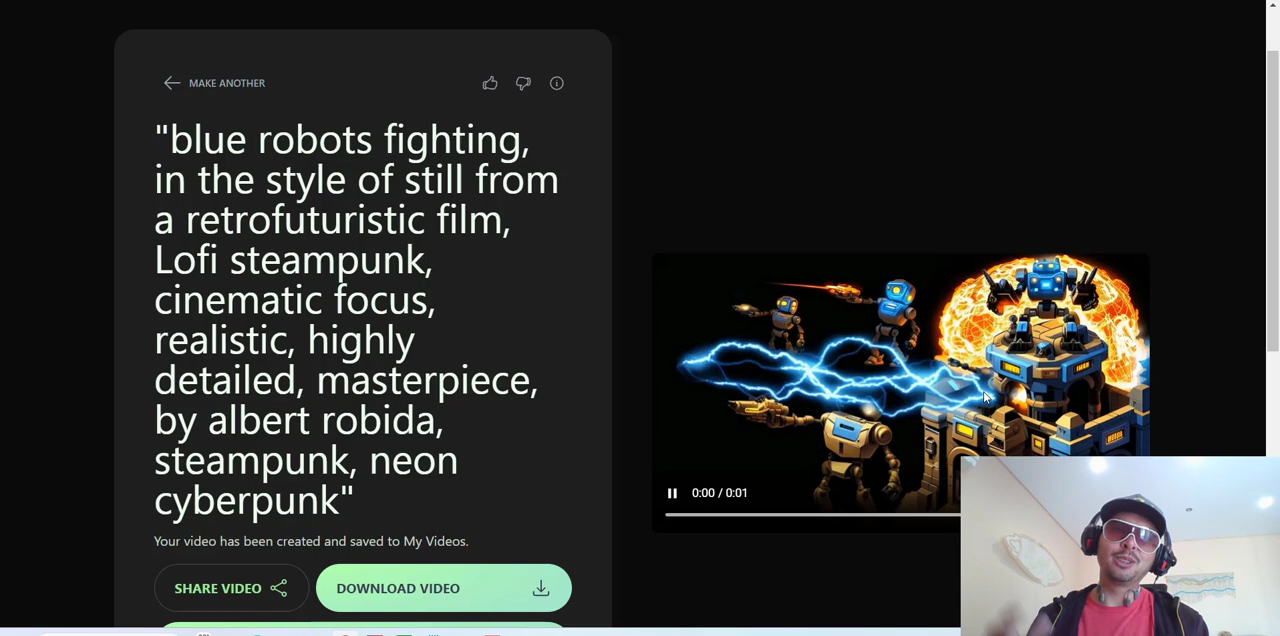 MAKE ANOTHER
"blue robots fighting,
in the style of still from
a retrofuturistic film,
Lofi steampunk,
cinematic focus,
realistic, highly
detailed, masterpiece,
by albert robida,
steampunk, neon
cyberpunk"
Your video has been created and saved to My Videos.
SHARE VIDEO
DOWNLOAD VIDEO
0:00 / 0:01